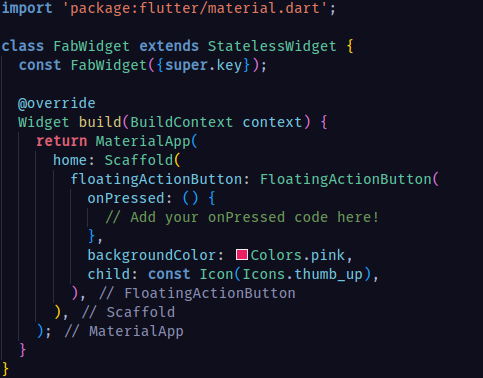 import 'package:flutter/material.dart';
class FabWidget extends StatelessWidget {
const FabWidget({super.key});
@override
Widget build(BuildContext context) {
return MaterialApp(
home: Scaffold(
floatingActionButton: FloatingActionButton(
onPressed: () {
// Add your onPressed code here!
},
backgroundColor: Colors.pink,
child: const Icon(Icons.thumb_up),
), // FloatingActionButton
), // Scaffold
); // MaterialApp
}
}